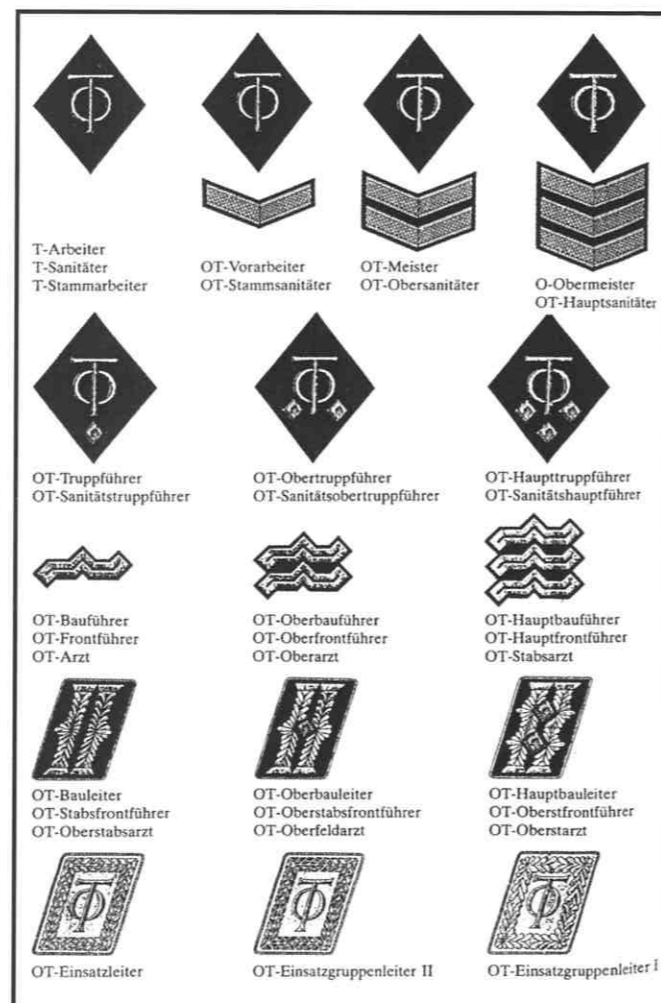 T-Arbeiter
T-Sanitäter
T-Stammarbeiter
OT-Vorarbeiter
OT-Stammsanitäter
OT-Meister
OT-Obersanitäter
O-Obermeister
OT-Hauptsanitäter
OT-Truppführer
OT-Sanitätstruppführer
OT-Obertruppführer
OT-Sanitätsobertruppführer
OT-Haupttruppführer
OT-Sanitätshauptführer
OT-Bauführer
OT-Frontführer
OT-Arzt
OT-Oberbauführer
OT-Oberfrontführer
OT-Oberarzt
OT-Hauptbauführer
OT-Hauptfrontführer
OT-Stabsarzt
OT-Bauleiter
OT-Stabsfrontführer
OT-Oberstabsarzt
OT-Oberbauleiter
OT-Oberstabsfrontführer
OT-Oberfeldarzt
OT-Hauptbauleiter
OT-Oberstfrontführer
OT-Oberstarzt
OT-Einsatzleiter
OT-Einsatzgruppenleiter II
OT-Einsatzgruppenleiter I